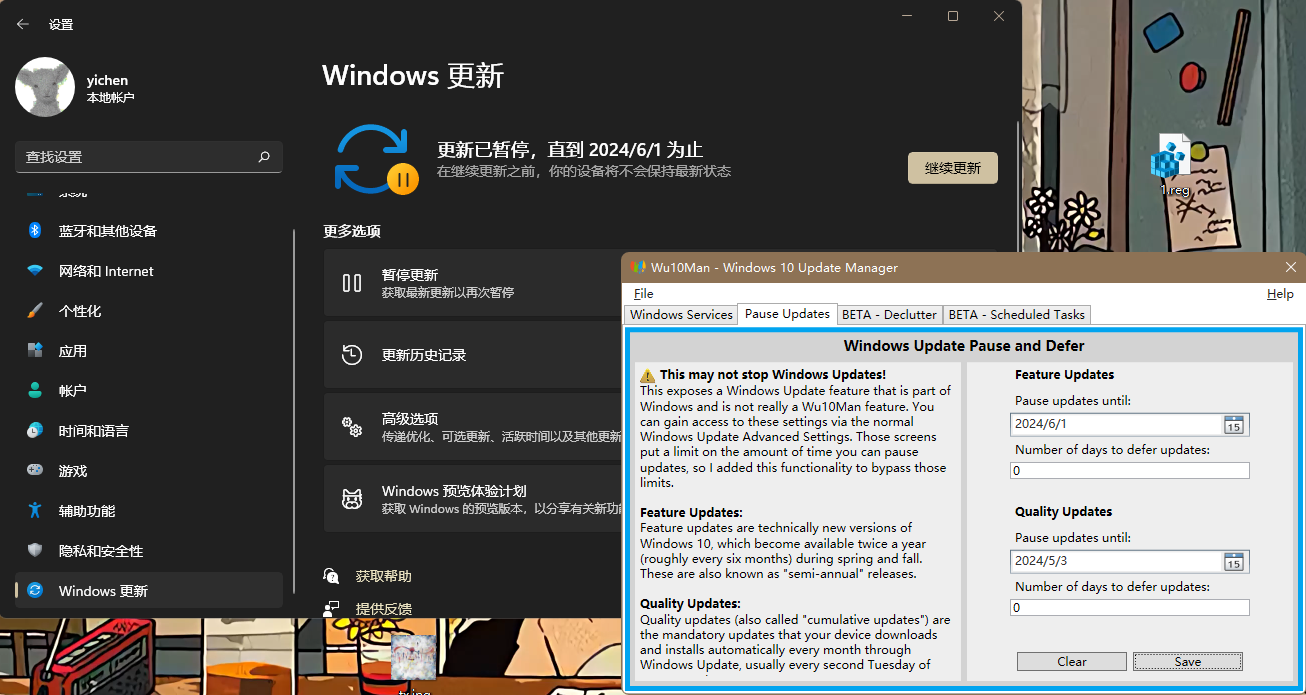 设置
yichen
本地帐户
查找设置
系统
蓝牙和其他设备
网络和 Internet
个性化
应用
帐户
时间和语言
游戏
辅助功能
隐私和安全性
Windows 更新
Windows 更新
更新已暂停，直到 2024/6/1 为止
在继续更新之前，你的设备将不会保持最新状态
继续更新
更多选项
暂停更新
获取最新更新以再次暂停
更新历史记录
高级选项
传递优化、可选更新、活跃时间以及其他更新
Windows 预览体验计划
获取 Windows 的预览版本，以分享有关新功
获取帮助
提供反馈
1.reg
Wu10Man - Windows 10 Update Manager
File
Help
Windows Services
Pause Updates
BETA - Declutter
BETA - Scheduled Tasks
Windows Update Pause and Defer
This may not stop Windows Updates!
This exposes a Windows Update feature that is part of
Windows and is not really a Wu10Man feature. You
can gain access to these settings via the normal
Windows Update Advanced Settings. Those screens
put a limit on the amount of time you can pause
updates, so I added this functionality to bypass those
limits.
Feature Updates:
Feature updates are technically new versions of
Windows 10, which become available twice a year
(roughly every six months) during spring and fall.
These are also known as "semi-annual" releases.
Quality Updates:
Quality updates (also called "cumulative updates") are
the mandatory updates that your device downloads
and installs automatically every month through
Windows Update, usually every second Tuesday of
Feature Updates
Pause updates until:
2024/6/1
15
Number of days to defer updates:
0
Quality Updates
Pause updates until:
2024/5/3
15
Number of days to defer updates:
0
Clear
Save